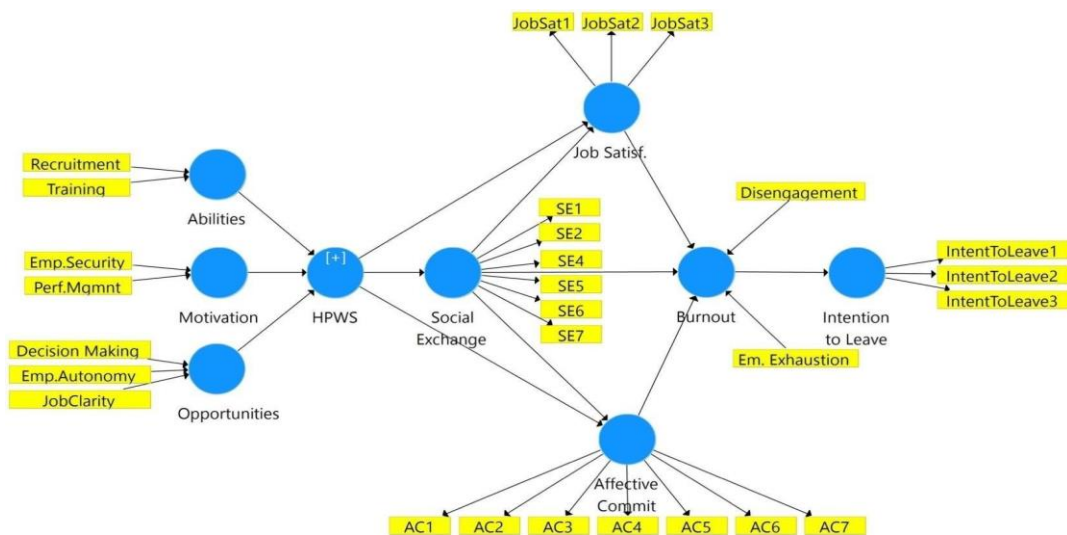 JobSat1
JobSat2
JobSat3
Job Satisf.
Recruitment
Training
Abilities
Emp.Security
Perf.Mgmnt
Motivation
Decision Making
Emp.Autonomy
JobClarity
Opportunities
[+]
HPWS
Social
Exchange
SE1
SE2
SE4
SE5
SE6
SE7
Disengagement
Burnout
Em. Exhaustion
Intention
to Leave
IntentToLeave1
IntentToLeave2
IntentToLeave3
Affective
Commit
AC1
AC2
AC3
AC4
AC5
AC6
AC7